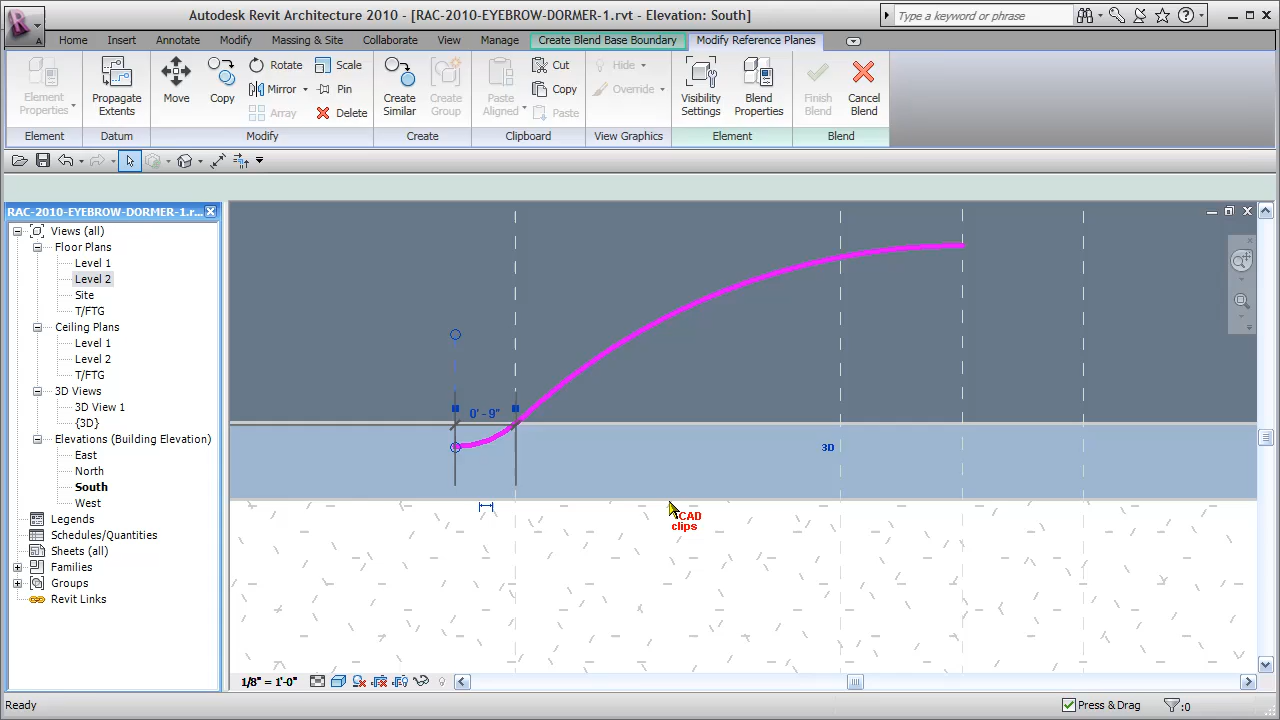 Autodesk Revit Architecture 2010 - [RAC-2010-EYEBROW-DORMER-1.rvt - Elevation: South]
Type a keyword or phrase
Home Insert Annotate Modify Massing & Site Collaborate View Manage Create Blend Base Boundary Modify Reference Planes
Element Properties
Propagate Extents
Move
Copy
Rotate
Mirror
Array
Scale
Pin
Delete
Create Similar
Create Group
Paste Aligned
Cut
Copy
Paste
Hide
Override
Visibility Settings
Blend Properties
Finish Blend
Cancel Blend
Element Datum Modify Create Clipboard View Graphics Element Blend
RAC-2010-EYEBROW-DORMER-1.r...
Views (all)
Floor Plans
Level 1
Level 2
Site
T/FTG
Ceiling Plans
Level 1
Level 2
T/FTG
3D Views
3D View 1
{3D}
Elevations (Building Elevation)
East
North
South
West
Legends
Schedules/Quantities
Sheets (all)
Families
Groups
Revit Links
0' - 9"
3D
CAD
clips
1/8" = 1'-0"
Ready
Press & Drag
:0